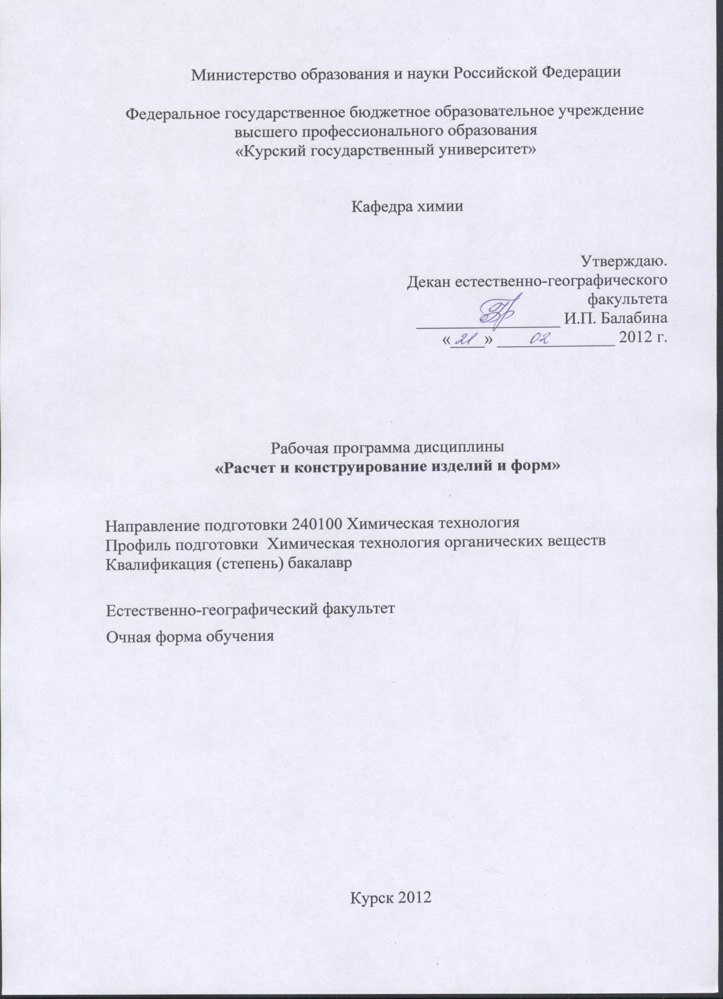 Министерство образования и науки Российской Федерации
Федеральное государственное бюджетное образовательное учреждение
высшего профессионального образования
«Курский государственный университет»
Кафедра химии
Утверждаю.
Декан естественно-географического
факультета
И.П. Балабина
«21» 02 2012 г.
Рабочая программа дисциплины
«Расчет и конструирование изделий и форм»
Направление подготовки 240100 Химическая технология
Профиль подготовки Химическая технология органических веществ
Квалификация (степень) бакалавр
Естественно-географический факультет
Очная форма обучения
Курск 2012